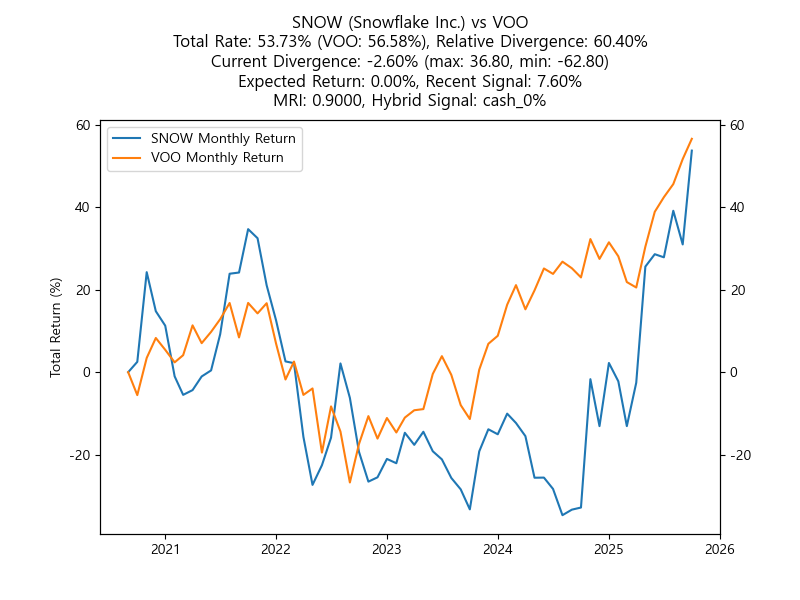 SNOW (Snowflake Inc.) vs VOO
Total Rate: 53.73% (VOO: 56.58%), Relative Divergence: 60.40%
Current Divergence: -2.60% (max: 36.80, min: -62.80)
Expected Return: 0.00%, Recent Signal: 7.60%
MRI: 0.9000, Hybrid Signal: cash_0%
SNOW Monthly Return
VOO Monthly Return
Total Return (%)
60
40
20
0
-20
60
40
20
0
-20
2021
2022
2023
2024
2025
2026